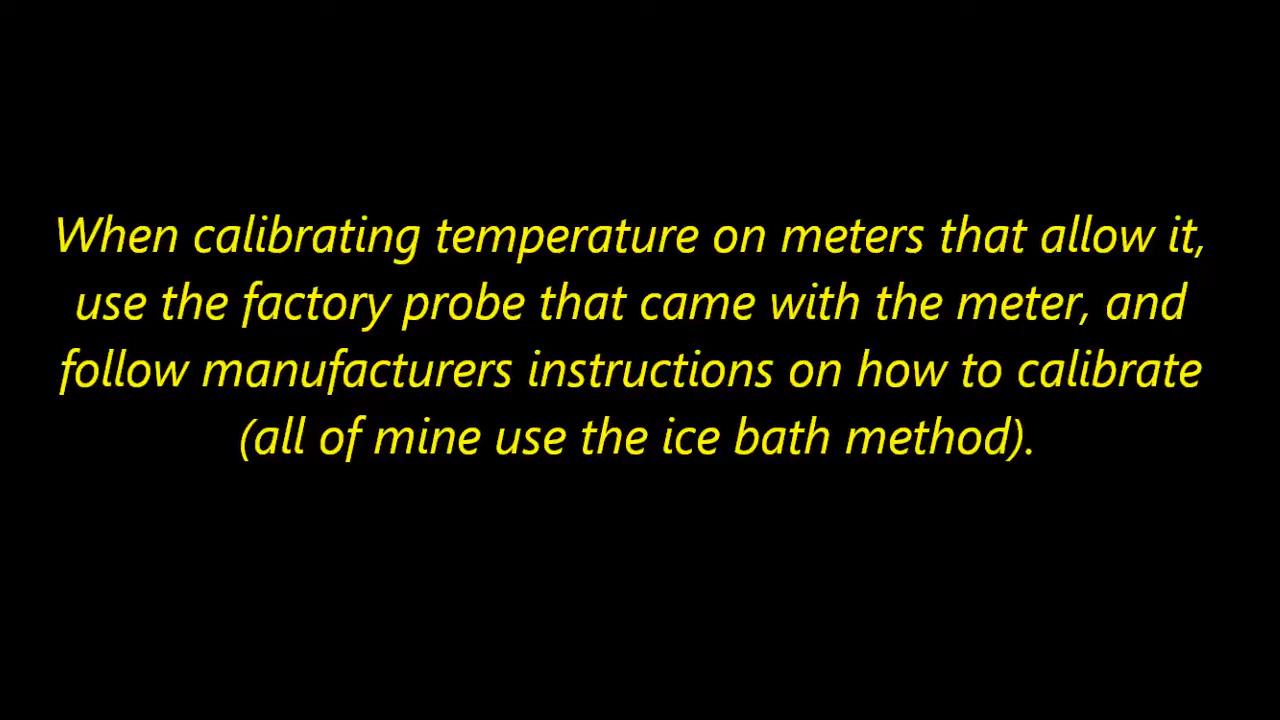 When calibrating temperature on meters that allow it,
use the factory probe that came with the meter, and
follow manufacturers instructions on how to calibrate
(all of mine use the ice bath method).